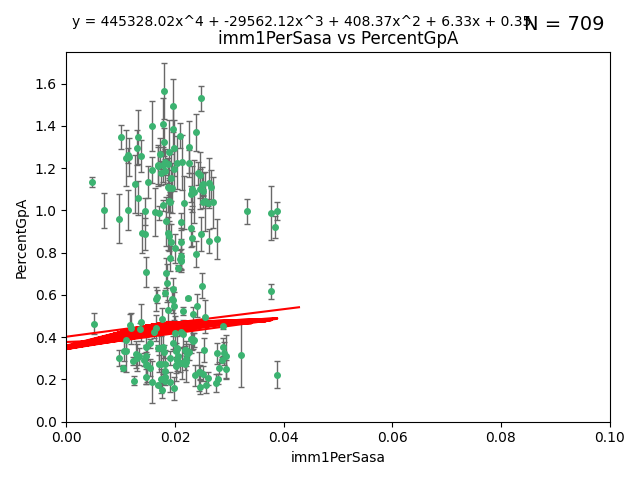 y = 445328.02x^4 + -29562.12x^3 + 408.37x^2 + 6.33x + 0.35
N = 709
imm1PerSasa vs PercentGpA
PercentGpA
1.6
1.4
1.2
1.0
0.8
0.6
0.4
0.2
0.0
0.00 0.02 0.04 0.06 0.08 0.10
imm1PerSasa